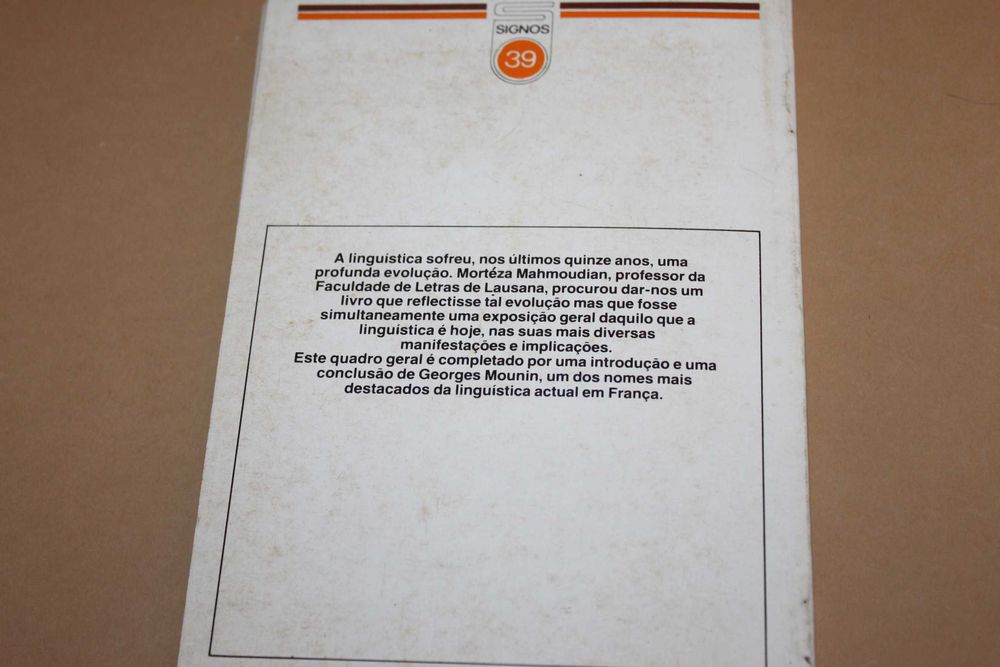 SIGNOS
39
A linguística sofreu, nos últimos quinze anos, uma
profunda evolução. Mortéza Mahmoudian, professor da
Faculdade de Letras de Lausana, procurou dar-nos um
livro que reflectisse tal evolução mas que fosse
simultaneamente uma exposição geral daquilo que a
linguística é hoje, nas suas mais diversas
manifestações e implicações.
Este quadro geral é completado por uma introdução e uma
conclusão de Georges Mounin, um dos nomes mais
destacados da linguística actual em França.